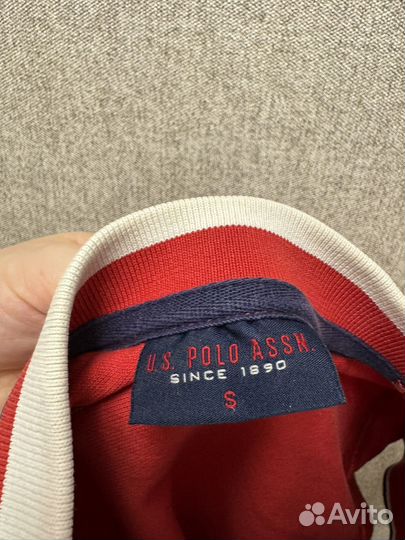 U.S. POLO ASSN.
SINCE 1890
S
Avito